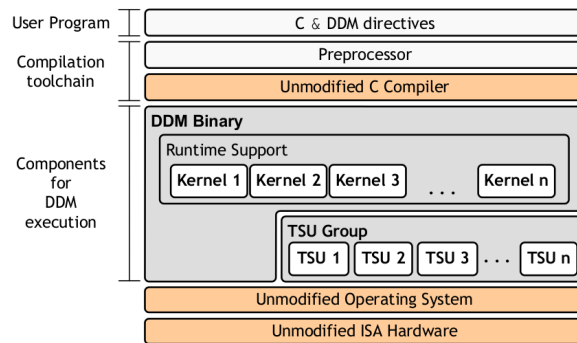 User Program
C & DDM directives
Compilation
toolchain
Preprocessor
Unmodified C Compiler
Components
for
DDM
execution
DDM Binary
Runtime Support
Kernel 1 Kernel 2 Kernel 3 . . . Kernel n
TSU Group
TSU 1 TSU 2 TSU 3 . . . TSU n
Unmodified Operating System
Unmodified ISA Hardware